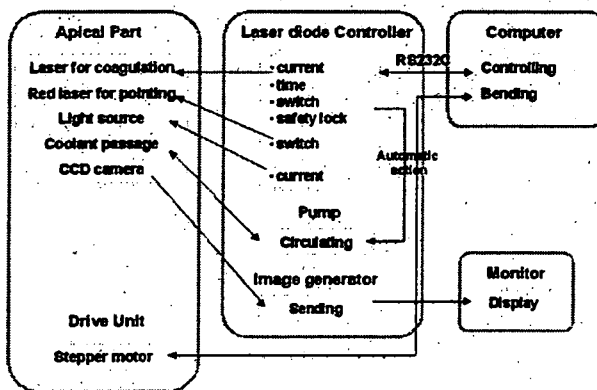 Apical Part
Laser for coagulation
Red laser for pointing
Light source
Coolant passage
CCD camera
Drive Unit
Stepper motor
Laser diode Controller
・current
・time
・switch
・safety lock
・switch
・current
Automatic
action
Pump
Circulating
Image generator
Sending
RS232C
Computer
Controlling
Bending
Monitor
Display